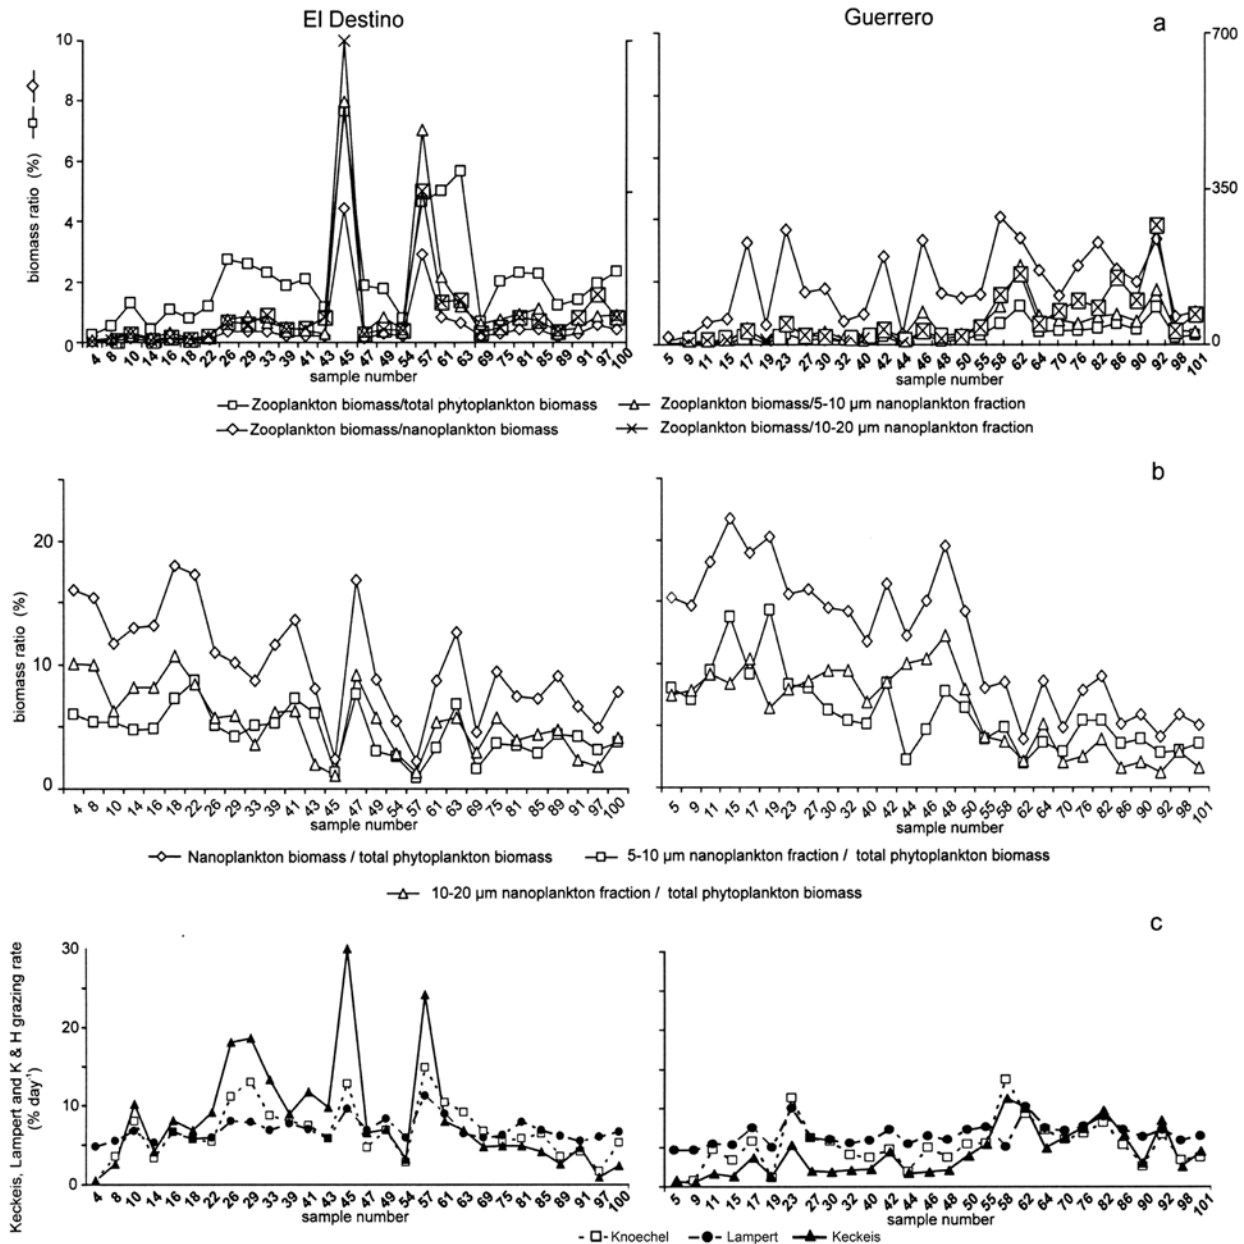 El Destino
Guerrero
a
10
8
6
4
2
0
700
350
0
biomass ratio (%)
4 8 10 14 16 18 22 26 29 33 39 41 43 45 47 49 54 57 61 63 69 75 81 85 89 91 97 100
sample number
5 9 11 15 17 19 23 27 30 32 40 42 44 46 48 50 55 58 62 64 70 76 82 86 90 92 98 101
sample number
Zooplankton biomass/total phytoplankton biomass
Zooplankton biomass/5-10 µm nanoplankton fraction
Zooplankton biomass/nanoplankton biomass
Zooplankton biomass/10-20 µm nanoplankton fraction
b
20
10
0
biomass ratio (%)
4 8 10 14 16 18 22 26 29 33 39 41 43 45 47 49 54 57 61 63 69 75 81 85 89 91 97 100
sample number
5 9 11 15 17 19 23 27 30 32 40 42 44 46 48 50 55 58 62 64 70 76 82 86 90 92 98 101
sample number
Nanoplankton biomass / total phytoplankton biomass
5-10 µm nanoplankton fraction / total phytoplankton biomass
10-20 µm nanoplankton fraction / total phytoplankton biomass
c
30
20
10
0
Keckeis, Lampert and K & H grazing rate
(% day⁻¹)
4 8 10 14 16 18 22 26 29 33 39 41 43 45 47 49 54 57 61 63 69 75 81 85 89 91 97 100
sample number
5 9 11 15 17 19 23 27 30 32 40 42 44 46 48 50 55 58 62 64 70 76 82 86 90 92 98 101
sample number
Knoechel
Lampert
Keckeis